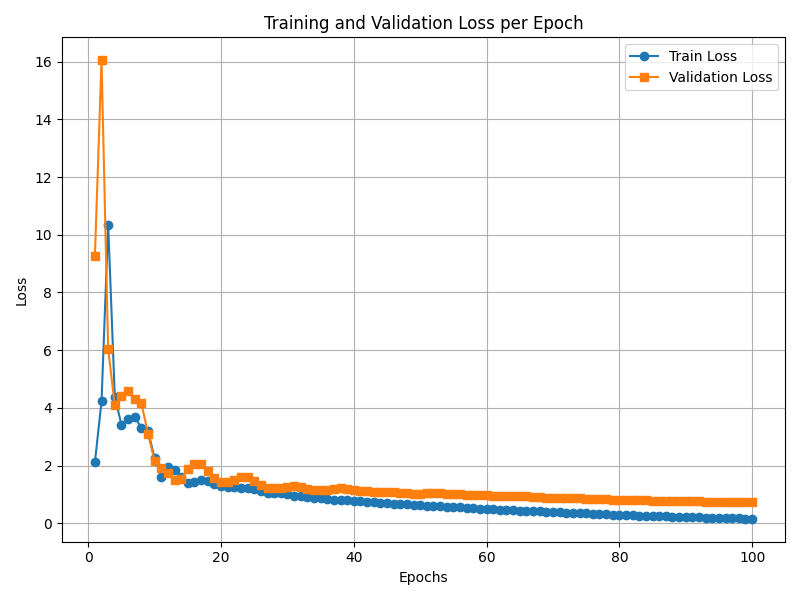 Training and Validation Loss per Epoch
Train Loss
Validation Loss
16
14
12
10
8
6
4
2
0
Loss
0 20 40 60 80 100
Epochs